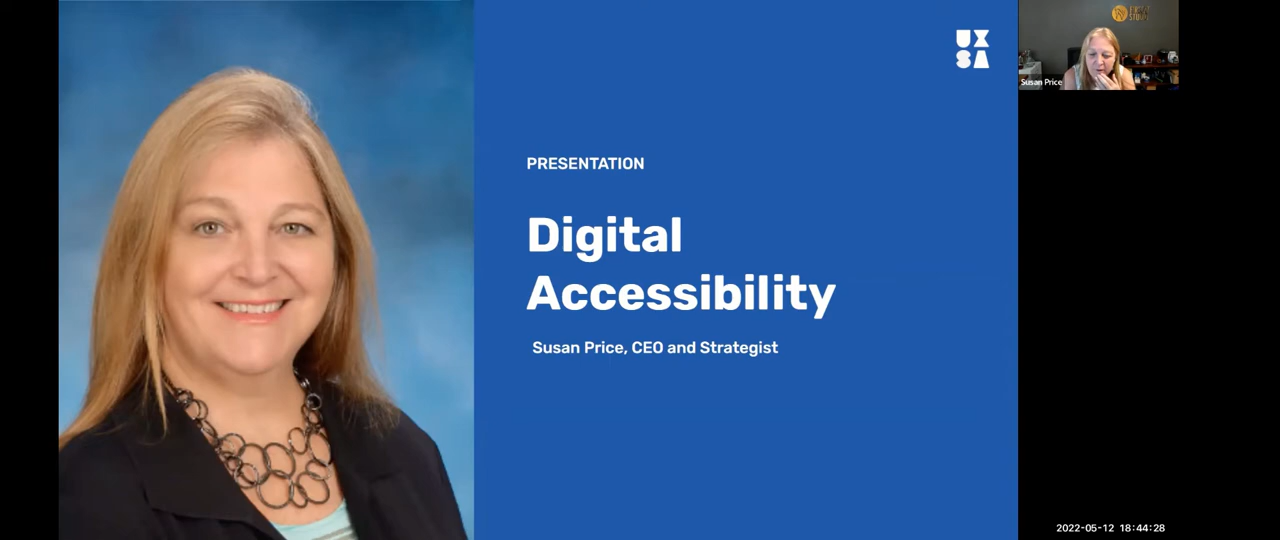 UX
SA
PRESENTATION
Digital
Accessibility
Susan Price, CEO and Strategist
Susan Price
2022-05-12 18:44:28